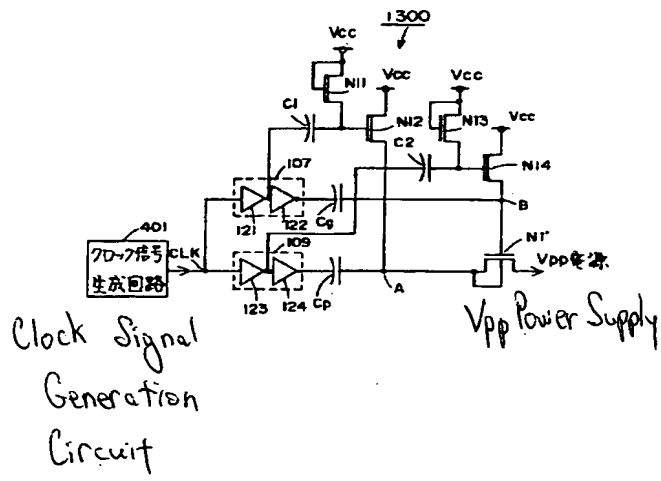 1300
Vcc
N11
Vcc
Vcc
Vcc
C1
N12
C2
N13
N14
107
121
122
Cg
B
401
クロック信号
生成回路
CLK
109
123
124
Cp
A
N1'
Vpp電源
Clock Signal
Generation
Circuit
Vpp Power Supply